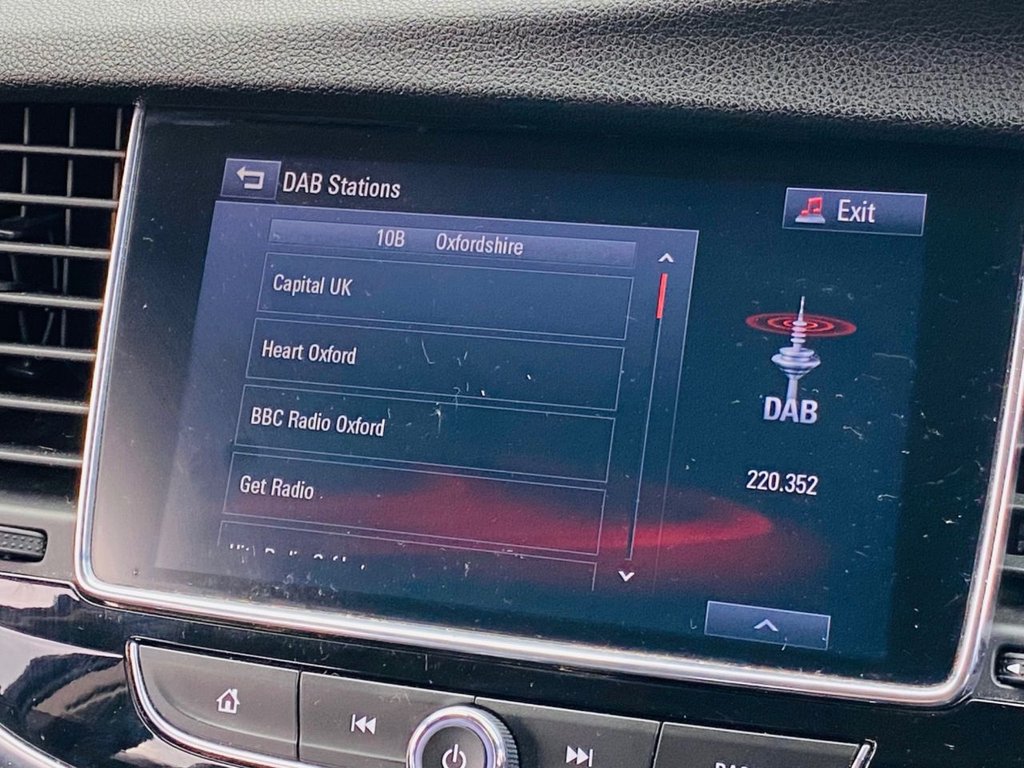 DAB Stations
Exit
10B Oxfordshire
Capital UK
Heart Oxford
BBC Radio Oxford
Get Radio
DAB
220.352